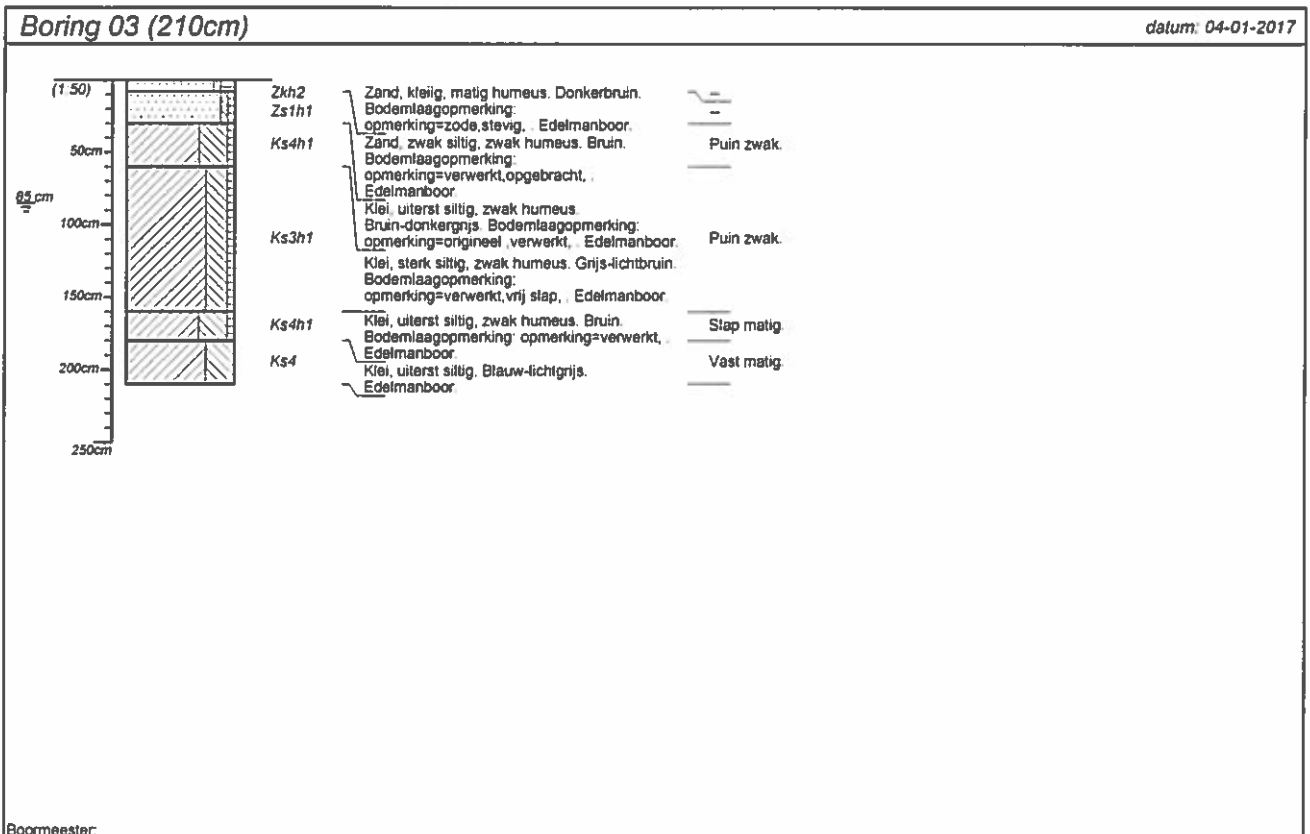 Boring 03 (210cm)
datum: 04-01-2017
(1:50)
50cm
85 cm
100cm
150cm
200cm
250cm
Zkh2
Zs1h1
Ks4h1
Ks3h1
Ks4h1
Ks4
Zand, kleiig, matig humeus. Donkerbruin.
Bodemlaagopmerking:
opmerking=zode,stevig, . Edelmanboor.
Zand, zwak siltig, zwak humeus. Bruin.
Bodemlaagopmerking:
opmerking=verwerkt,opgebracht, .
Edelmanboor.
Klei, uiterst siltig, zwak humeus.
Bruin-donkergrijs. Bodemlaagopmerking:
opmerking=origineel ,verwerkt, . Edelmanboor.
Klei, sterk siltig, zwak humeus. Grijs-lichtbruin.
Bodemlaagopmerking:
opmerking=verwerkt,vrij slap, . Edelmanboor.
Klei, uiterst siltig, zwak humeus. Bruin.
Bodemlaagopmerking: opmerking=verwerkt, .
Edelmanboor.
Klei, uiterst siltig, Blauw-lichtgrijs.
Edelmanboor.
-
-
Puin zwak.
Puin zwak.
Slap matig.
Vast matig.
Boormeester: